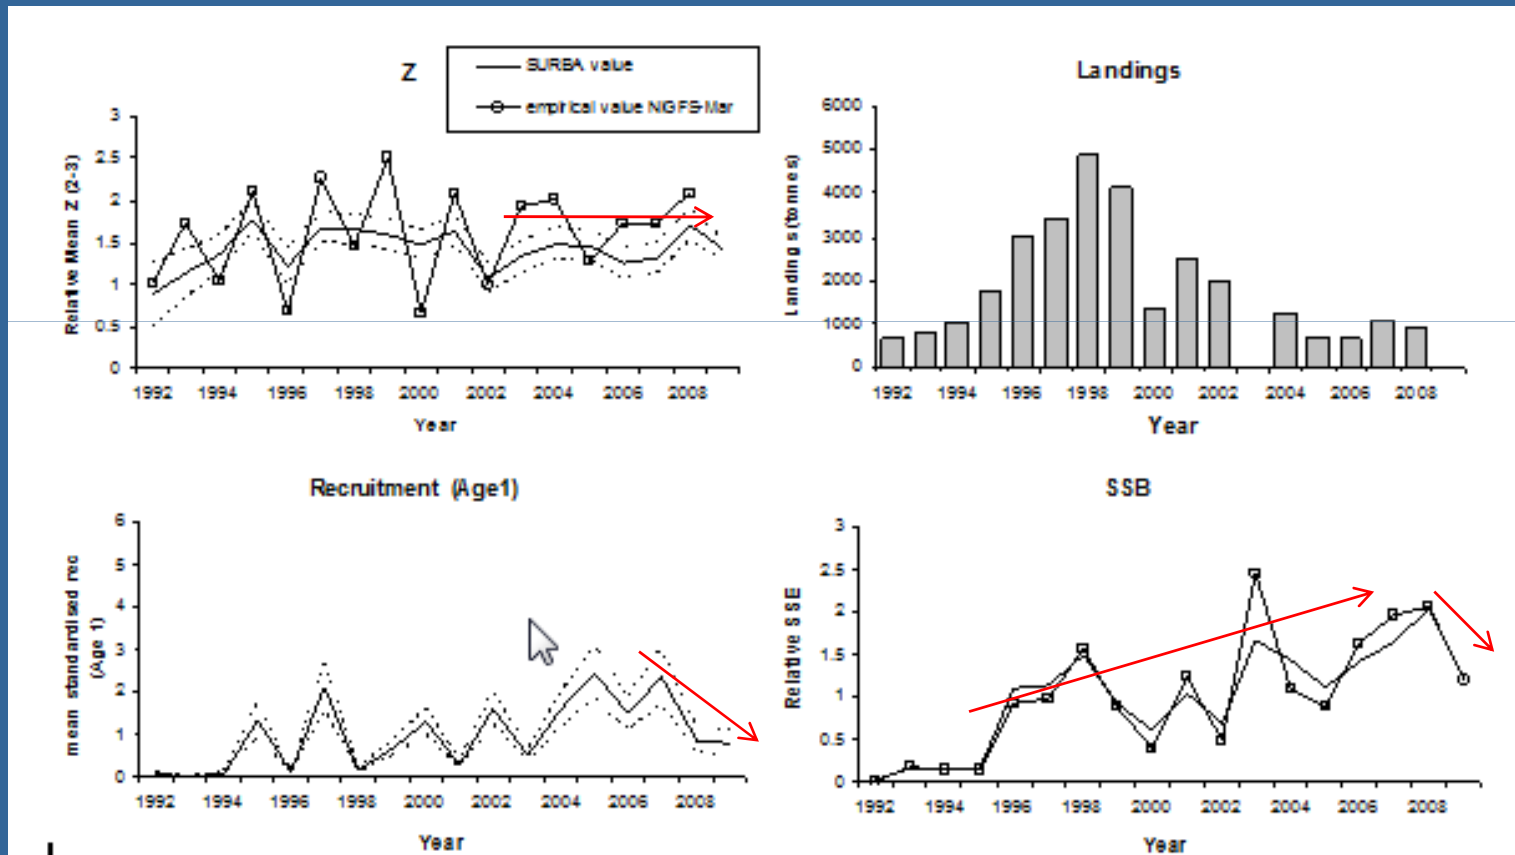 Z
SURBA value
empirical value NIGFS-Mar
Relative Mean Z (2-3)
3
2.5
2
1.5
1
0.5
0
1992 1994 1996 1998 2000 2002 2004 2006 2008
Year
Landings
Landings (tonnes)
6000
5000
4000
3000
2000
1000
0
1992 1994 1996 1998 2000 2002 2004 2006 2008
Year
Recruitment (Age1)
mean standardised rec
(Age 1)
6
5
4
3
2
1
0
1992 1994 1996 1998 2000 2002 2004 2006 2008
Year
SSB
Relative SSB
3
2.5
2
1.5
1
0.5
0
1992 1994 1996 1998 2000 2002 2004 2006 2008
Year